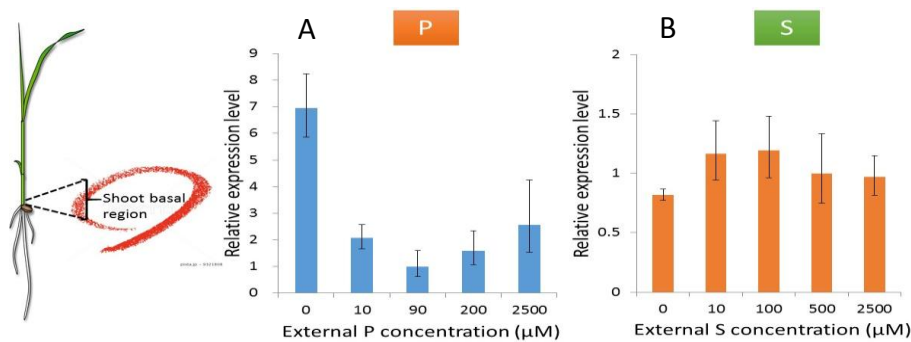 A
P
B
S
Shoot basal
region
Relative expression level
9
8
7
6
5
4
3
2
1
0
0 10 90 200 2500
External P concentration (μM)
Relative expression level
2
1.5
1
0.5
0
0 10 100 500 2500
External S concentration (μM)